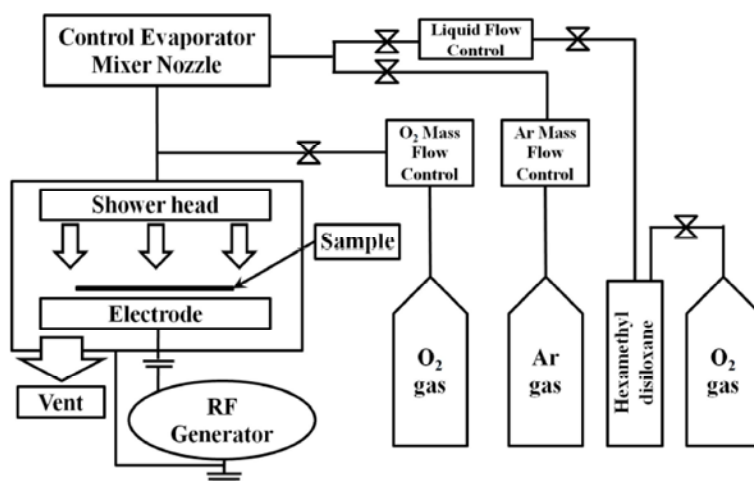 Control Evaporator
Mixer Nozzle
Liquid Flow
Control
O₂ Mass
Flow
Control
Ar Mass
Flow
Control
Shower head
Sample
Electrode
Vent
RF
Generator
O₂
gas
Ar
gas
Hexamethyl
disiloxane
O₂
gas